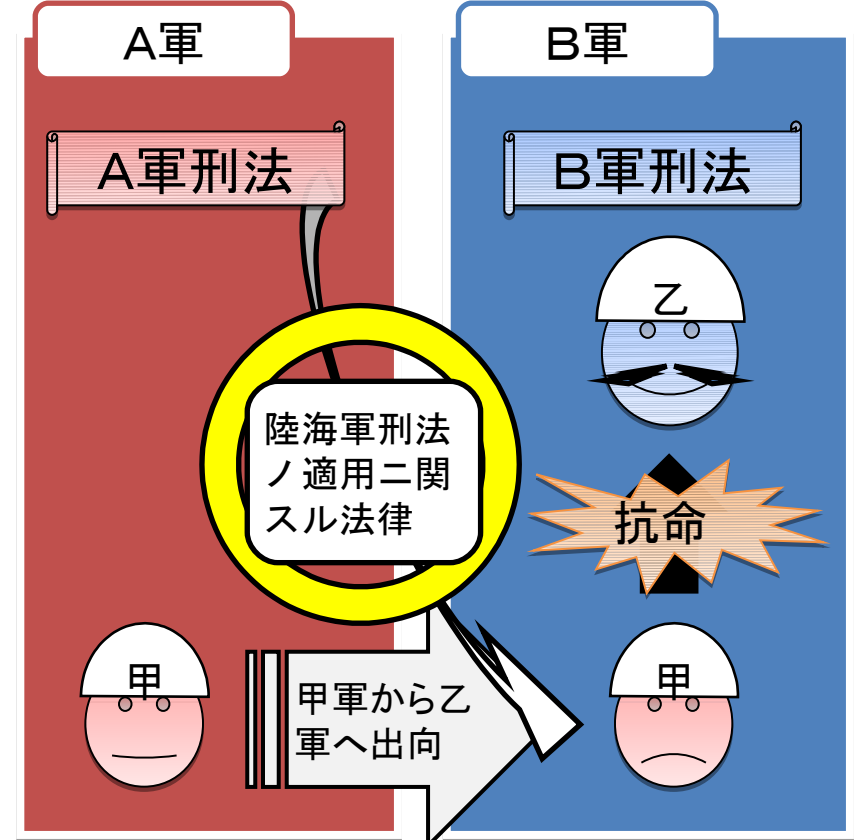 A軍
B軍
A軍刑法
B軍刑法
乙
陸海軍刑法
ノ適用ニ関
スル法律
抗命
甲
甲軍から乙
軍へ出向
甲